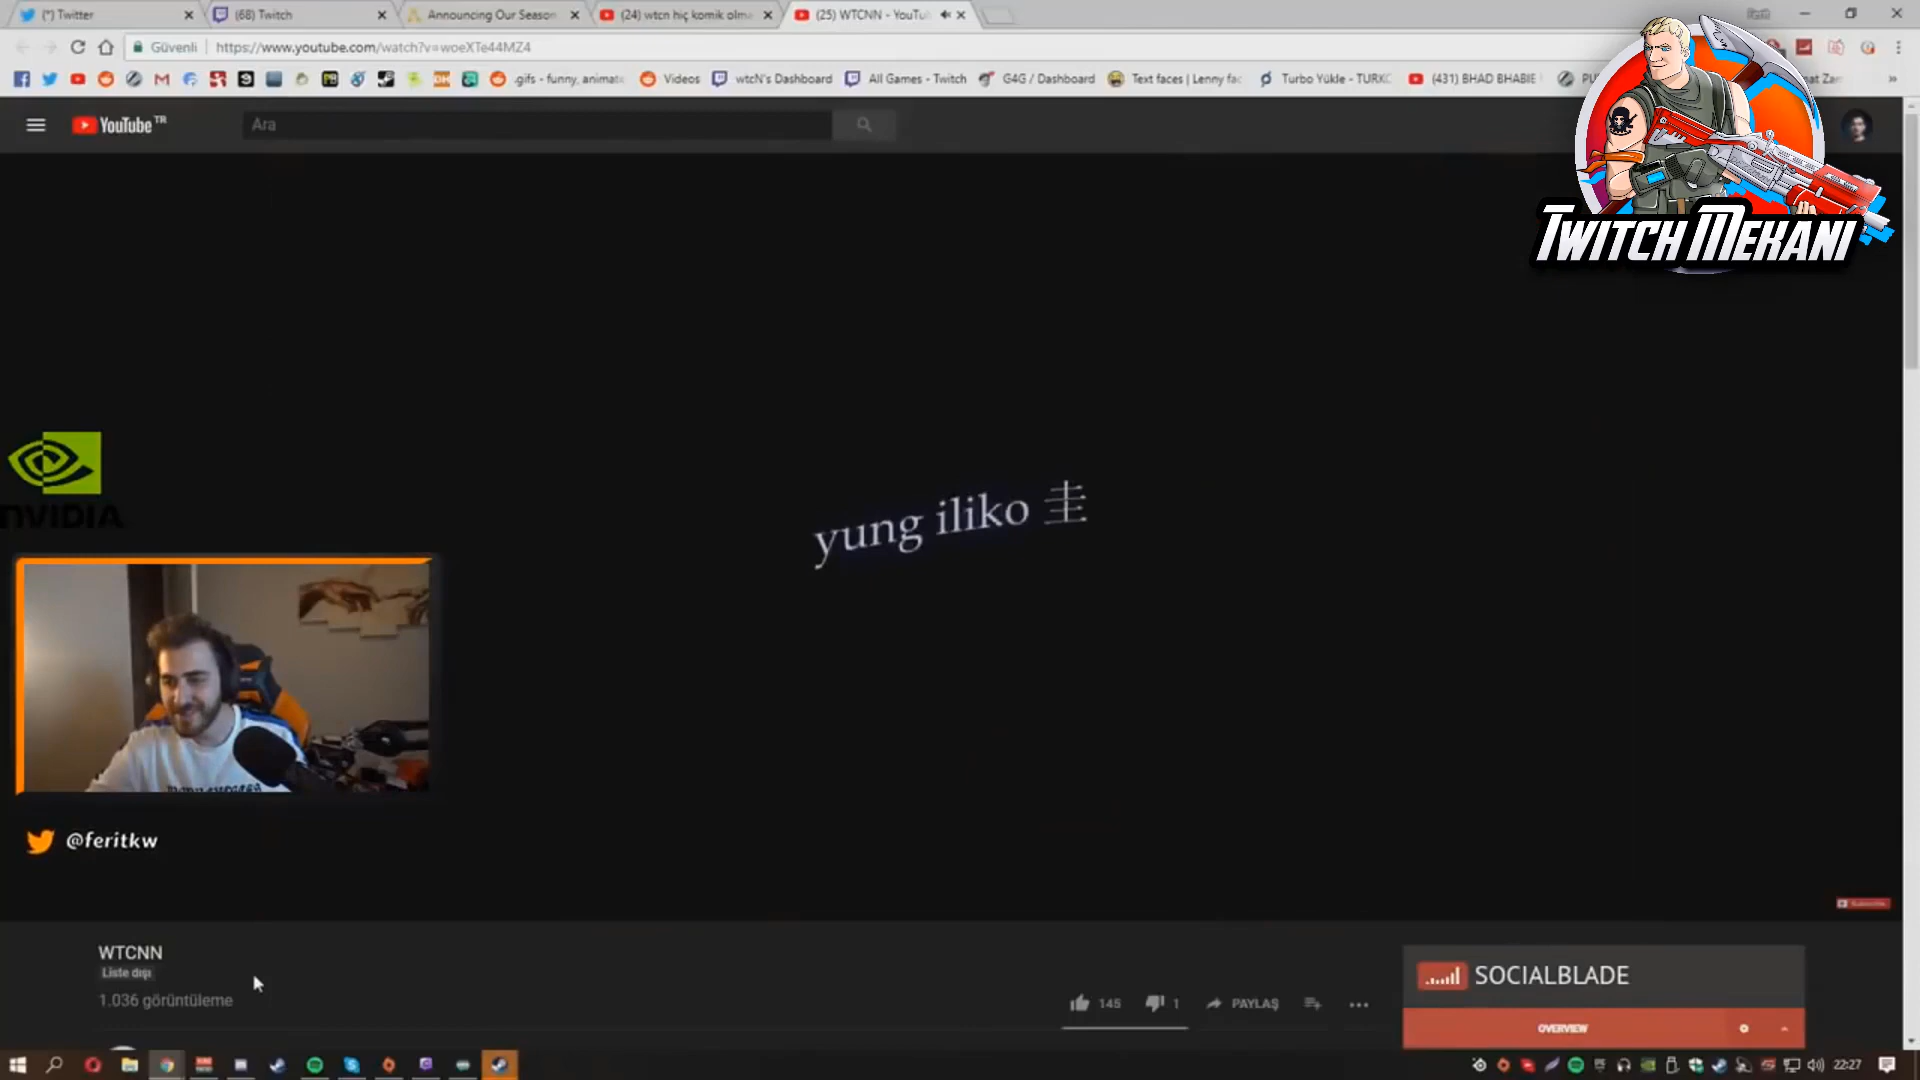 (*) Twitter
(68) Twitch
Announcing Our Season
(24) wtcn hiç komik olm
(25) WTCNN - YouTu
Güvenli
https://www.youtube.com/watch?v=woeXTe44MZ4
.gifs - funny, animate
Videos
wtcN's Dashboard
All Games - Twitch
G4G / Dashboard
Text faces | Lenny fac
Turbo Yükle - TURK
(431) BHAD BHABIE
YouTube TR
Ara
TWITCH MEKANI
yung iliko 圭
NVIDIA
@feritkw
WTCNN
Liste dışı
1.036 görüntüleme
145
1
PAYLAŞ
SOCIALBLADE
OVERVIEW
22:27